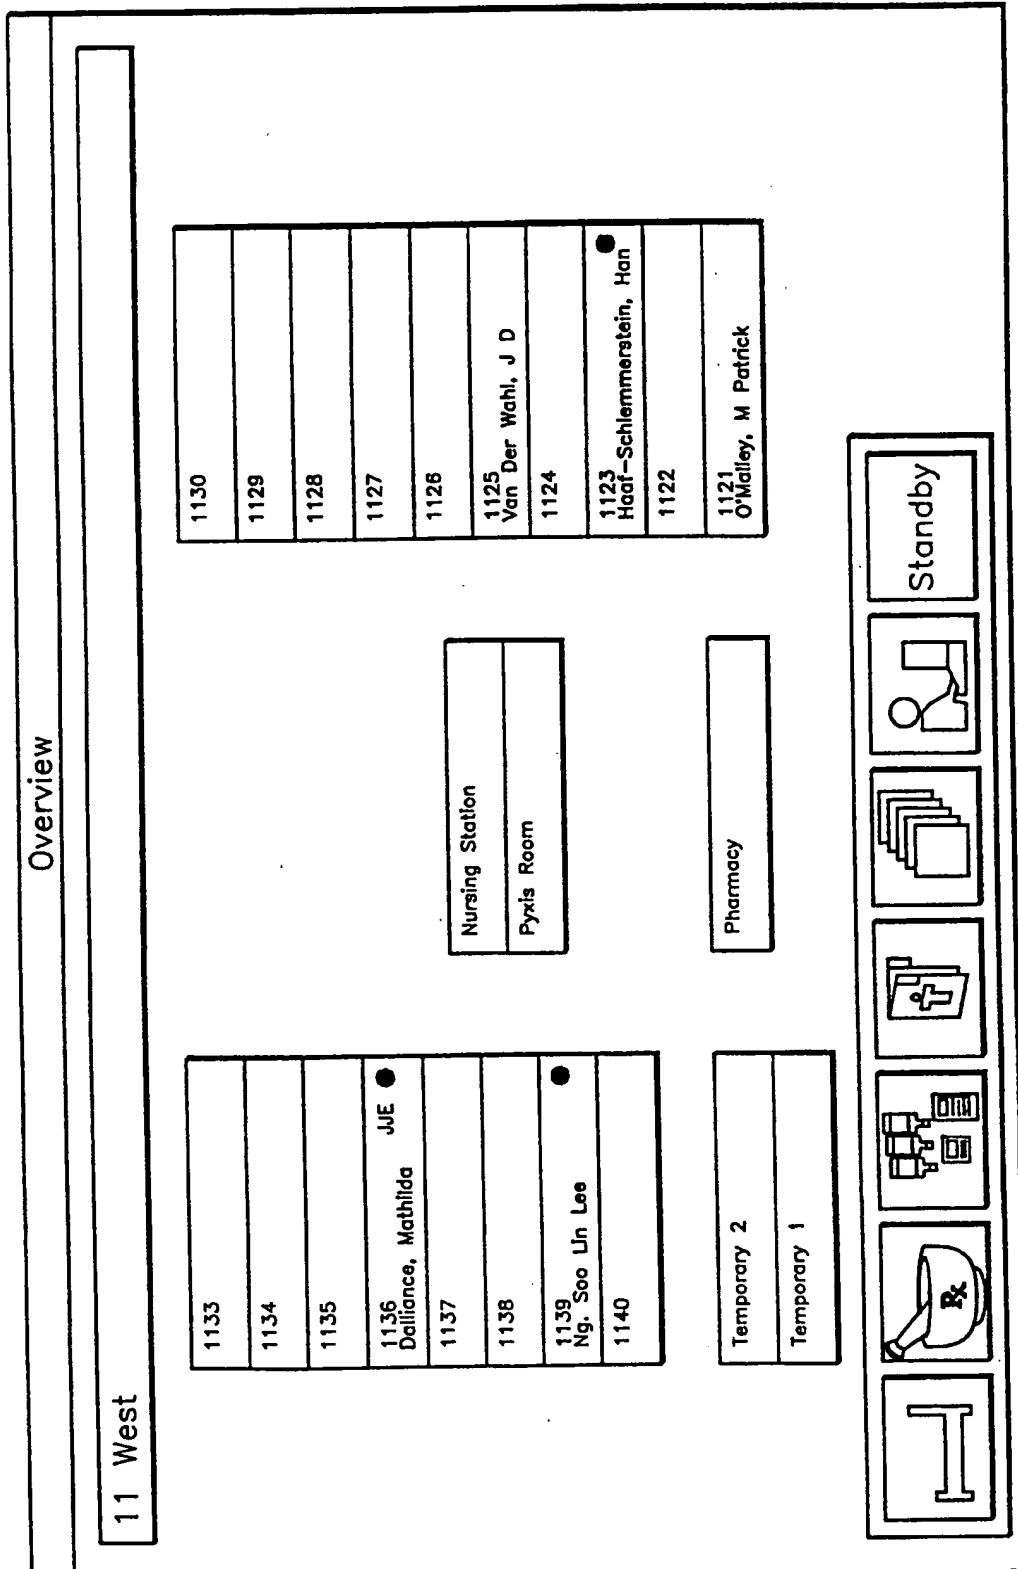 Overview
11 West
1133
1134
1135
1136
Dalliance, Mathilda JJE
1137
1138
1139
Ng. Soo Lin Lee
1140
Temporary 2
Temporary 1
Nursing Station
Pyxis Room
Pharmacy
1130
1129
1128
1127
1126
1125
Van Der Wahl, J D
1124
1123
Haaf-Schlemmerstein, Han
1122
1121
O'Malley, M Patrick
I
Rx
Standby